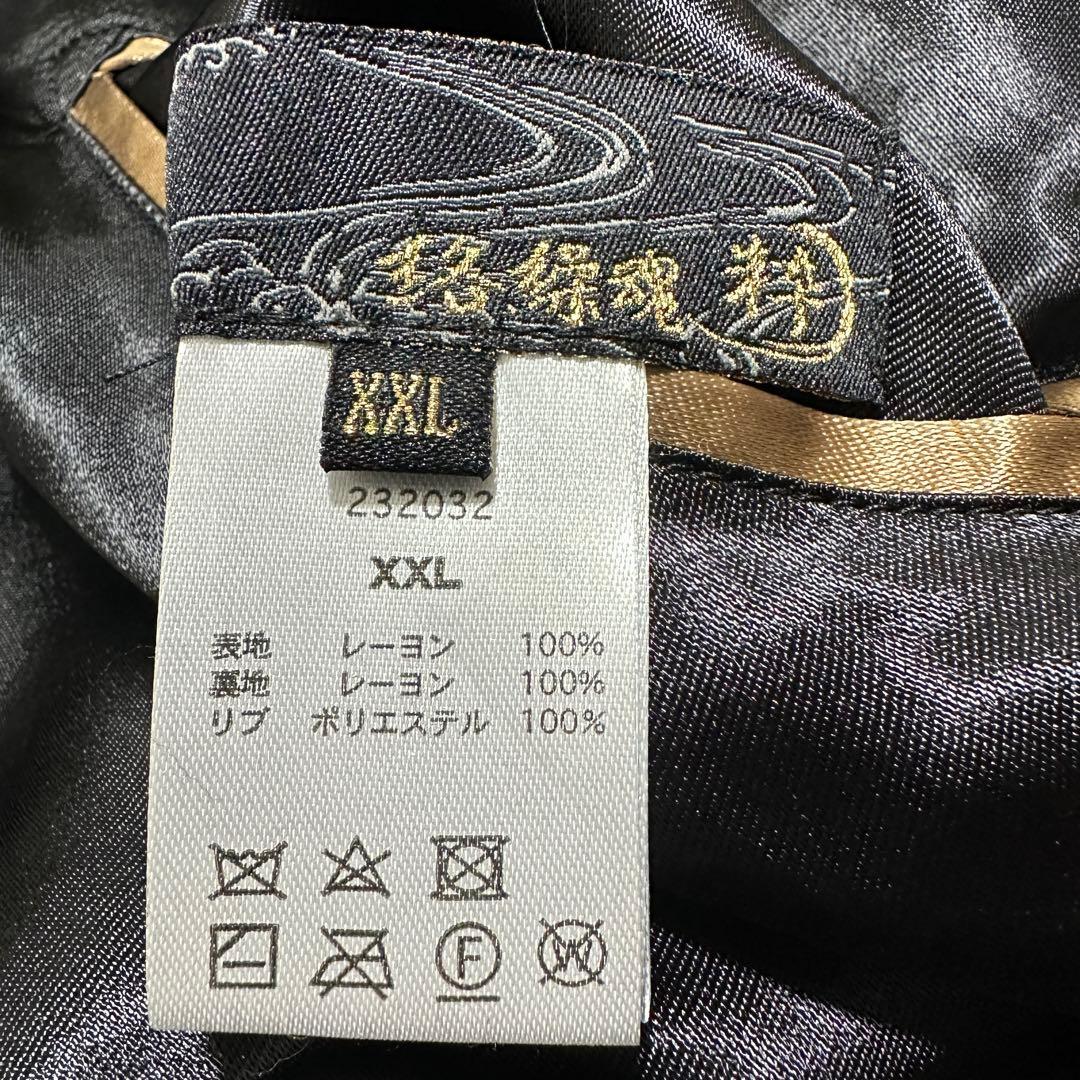 絡繰魂 粋
XXL
232032
XXL
表地 レーヨン 100%
裏地 レーヨン 100%
リブ ポリエステル 100%
F W